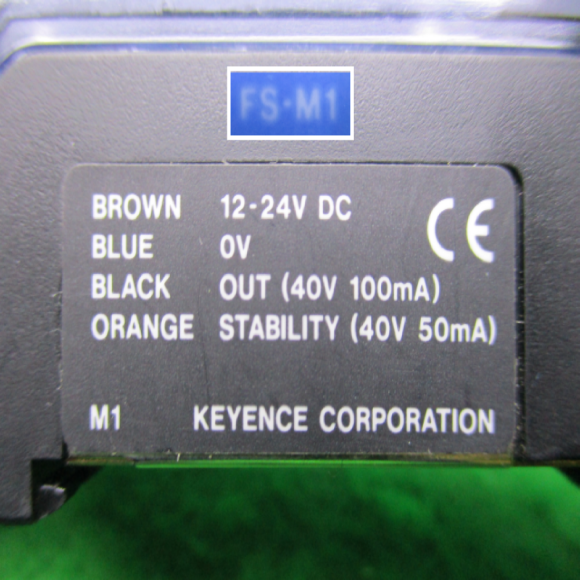 FS-M1
BROWN 12-24V DC
BLUE 0V
BLACK OUT (40V 100mA)
ORANGE STABILITY (40V 50mA)
CE
M1 KEYENCE CORPORATION